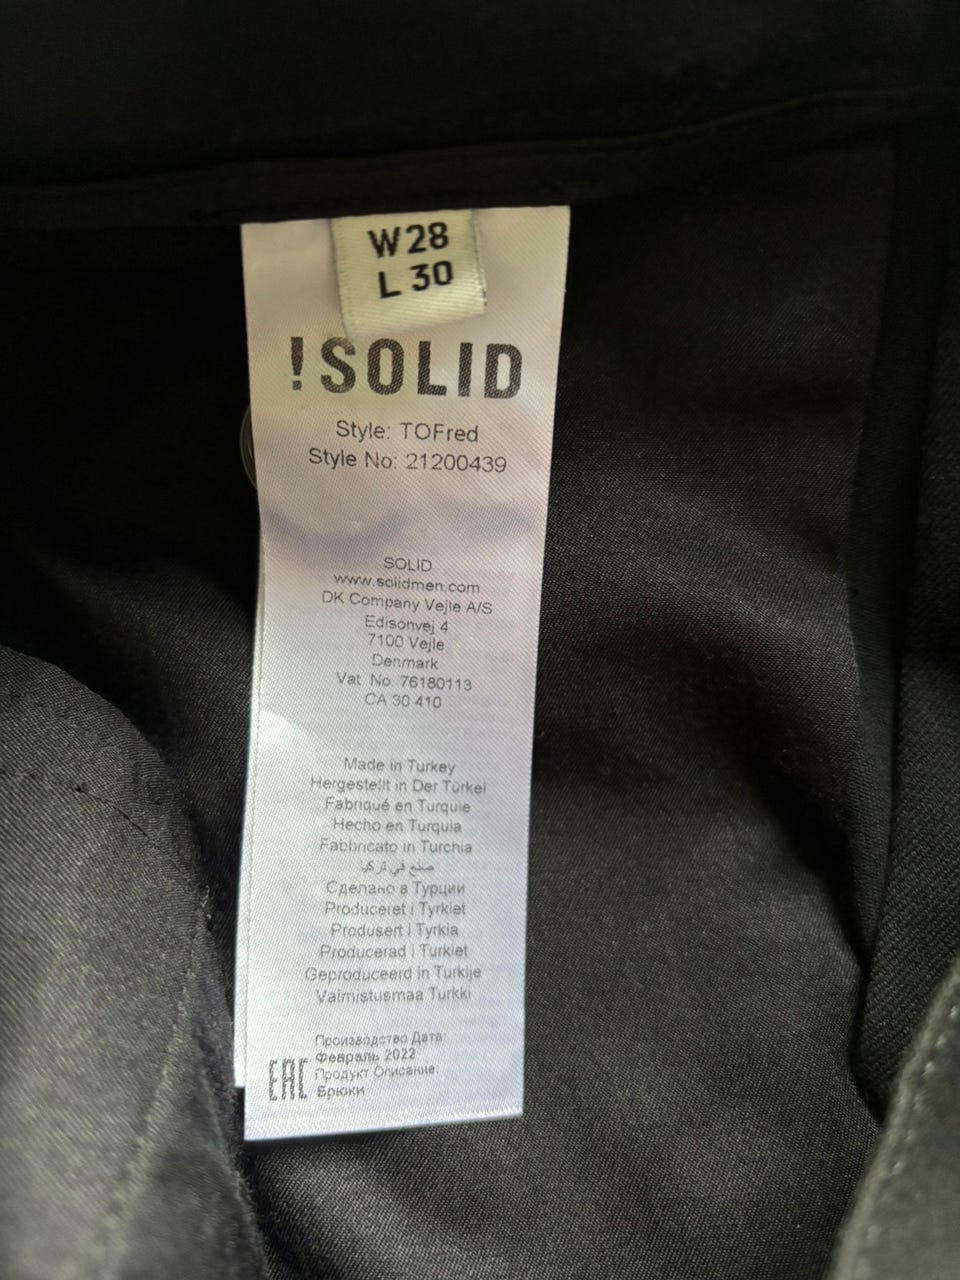 W28
L 30
!SOLID
Style: TOFred
Style No: 21200439
SOLID
www.solidmen.com
DK Company Vejle A/S
Edisonvej 4
7100 Vejle
Denmark
Vat No 76180113
CA 30 410
Made in Turkey
Hergestellt in Der Türkei
Fabriqué en Turquie
Hecho en Turquia
Fabbricato in Turchia
صنع في تركيا
Сделано в Турции
Produceret i Tyrkiet
Produsert i Tyrkia
Producerad i Turkiet
Geproduceerd in Turkije
Valmistusmaa Turkki
Производство Дата:
Февраль 2022
EAC Продукт Описание:
Брюки